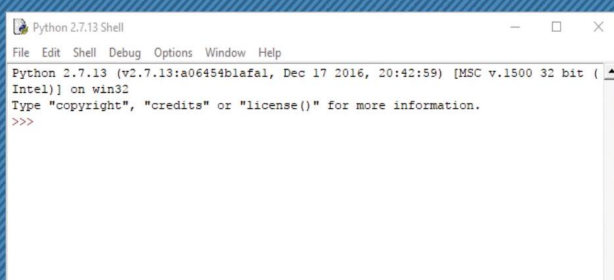 Python 2.7.13 Shell
File Edit Shell Debug Options Window Help
Python 2.7.13 (v2.7.13:a06454b1afa1, Dec 17 2016, 20:42:59) [MSC v.1500 32 bit (
Intel)] on win32
Type "copyright", "credits" or "license()" for more information.
>>>